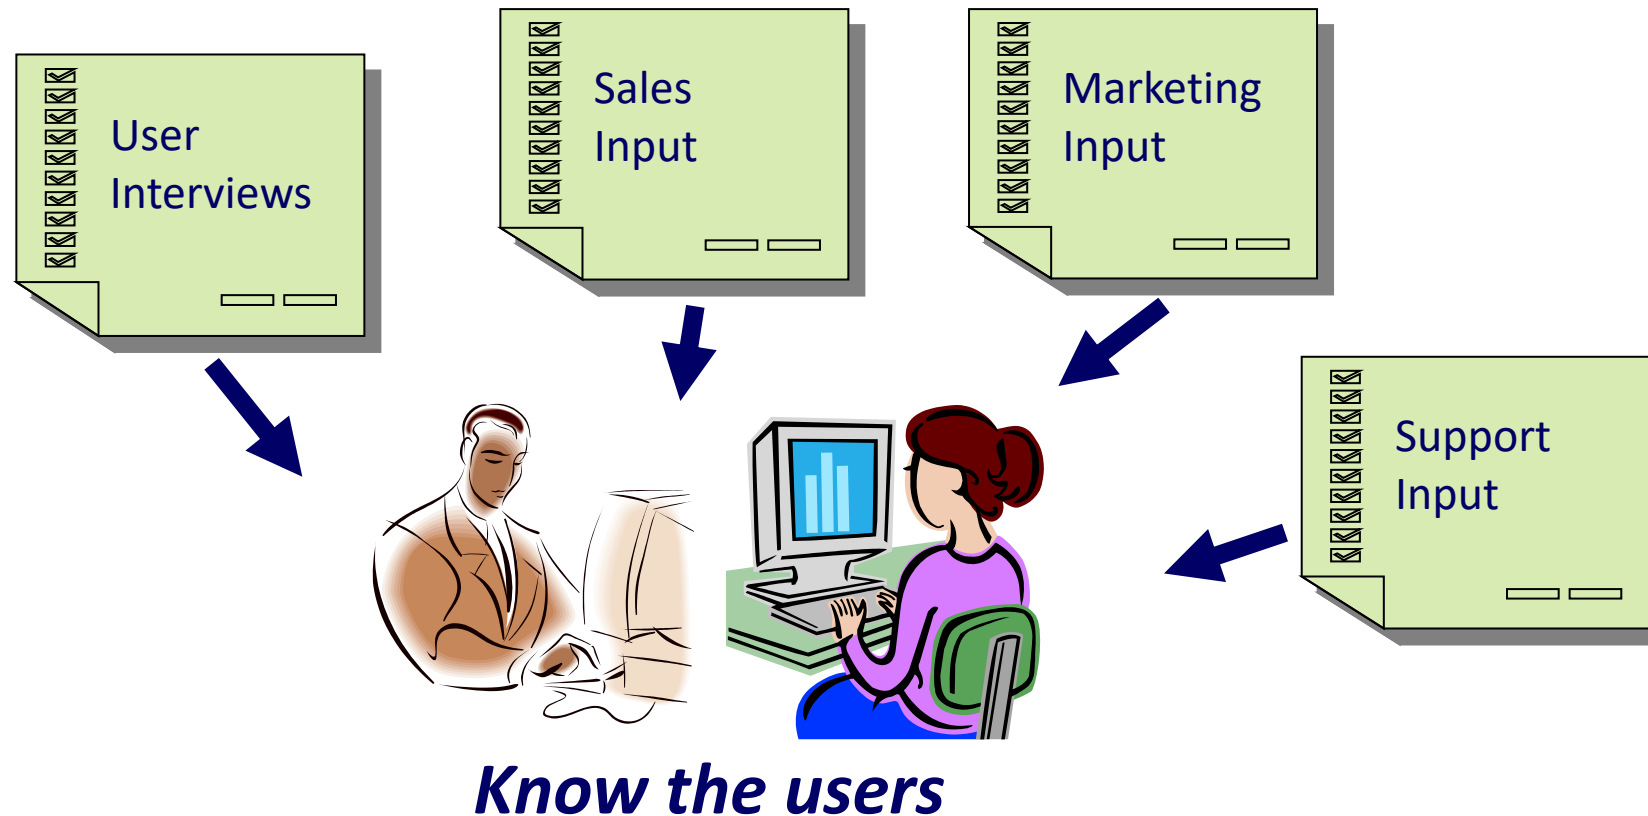 User
Interviews
Sales
Input
Marketing
Input
Support
Input
Know the users